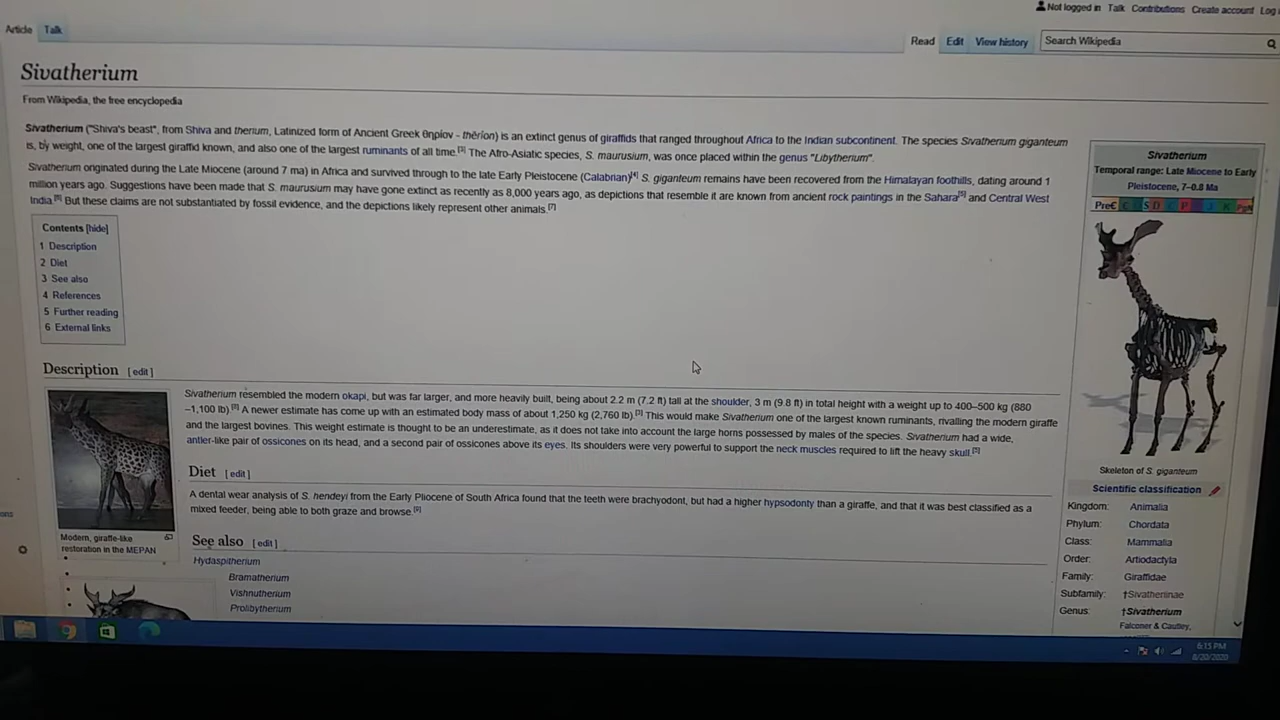 Not logged in Talk Contributions Create account Log
Article Talk
Read Edit View history Search Wikipedia
Sivatherium
From Wikipedia, the free encyclopedia
Sivatherium ("Shiva's beast", from Shiva and therium, Latinized form of Ancient Greek θηρίον - thēríon) is an extinct genus of giraffids that ranged throughout Africa to the Indian subcontinent. The species Sivatherium giganteum
is, by weight, one of the largest giraffid known, and also one of the largest ruminants of all time.[3] The Afro-Asiatic species, S. maurusium, was once placed within the genus "Libytherium".
Sivatherium originated during the Late Miocene (around 7 ma) in Africa and survived through to the late Early Pleistocene (Calabrian)[4] S. giganteum remains have been recovered from the Himalayan foothills, dating around 1
million years ago. Suggestions have been made that S. maurusium may have gone extinct as recently as 8,000 years ago, as depictions that resemble it are known from ancient rock paintings in the Sahara[5] and Central West
India.[6] But these claims are not substantiated by fossil evidence, and the depictions likely represent other animals.[7]
Contents [hide]
1 Description
2 Diet
3 See also
4 References
5 Further reading
6 External links
Description [ edit ]
Sivatherium resembled the modern okapi, but was far larger, and more heavily built, being about 2.2 m (7.2 ft) tall at the shoulder, 3 m (9.8 ft) in total height with a weight up to 400–500 kg (880
–1,100 lb).[8] A newer estimate has come up with an estimated body mass of about 1,250 kg (2,760 lb).[3] This would make Sivatherium one of the largest known ruminants, rivalling the modern giraffe
and the largest bovines. This weight estimate is thought to be an underestimate, as it does not take into account the large horns possessed by males of the species. Sivatherium had a wide,
antler-like pair of ossicones on its head, and a second pair of ossicones above its eyes. Its shoulders were very powerful to support the neck muscles required to lift the heavy skull.[3]
Modern, giraffe-like
restoration in the MEPAN
Diet [ edit ]
A dental wear analysis of S. hendeyi from the Early Pliocene of South Africa found that the teeth were brachyodont, but had a higher hypsodonty than a giraffe, and that it was best classified as a
mixed feeder, being able to both graze and browse.[9]
See also [ edit ]
Hydaspitherium
Bramatherium
Vishnutherium
Prolibytherium
ons
Sivatherium
Temporal range: Late Miocene to Early
Pleistocene, 7–0.8 Ma
PreЄ Є O S D C P T J K PgN
Skeleton of S. giganteum
Scientific classification
Kingdom: Animalia
Phylum: Chordata
Class: Mammalia
Order: Artiodactyla
Family: Giraffidae
Subfamily: †Sivatheriinae
Genus: †Sivatherium
Falconer & Cautley,
6:15 PM
8/20/2020